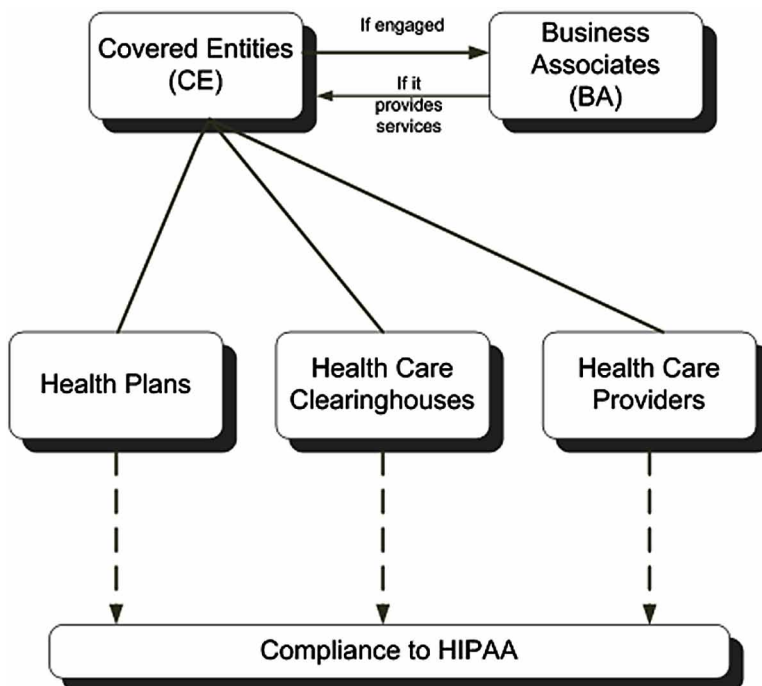 Covered Entities
(CE)
If engaged
If it
provides
services
Business
Associates
(BA)
Health Plans
Health Care
Clearinghouses
Health Care
Providers
Compliance to HIPAA